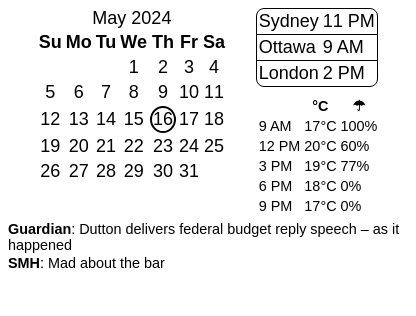 May 2024
Su Mo Tu We Th Fr Sa
1 2 3 4
5 6 7 8 9 10 11
12 13 14 15 16 17 18
19 20 21 22 23 24 25
26 27 28 29 30 31
Sydney 11 PM
Ottawa 9 AM
London 2 PM
°C ☂
9 AM 17°C 100%
12 PM 20°C 60%
3 PM 19°C 77%
6 PM 18°C 0%
9 PM 17°C 0%
Guardian: Dutton delivers federal budget reply speech – as it
happened
SMH: Mad about the bar